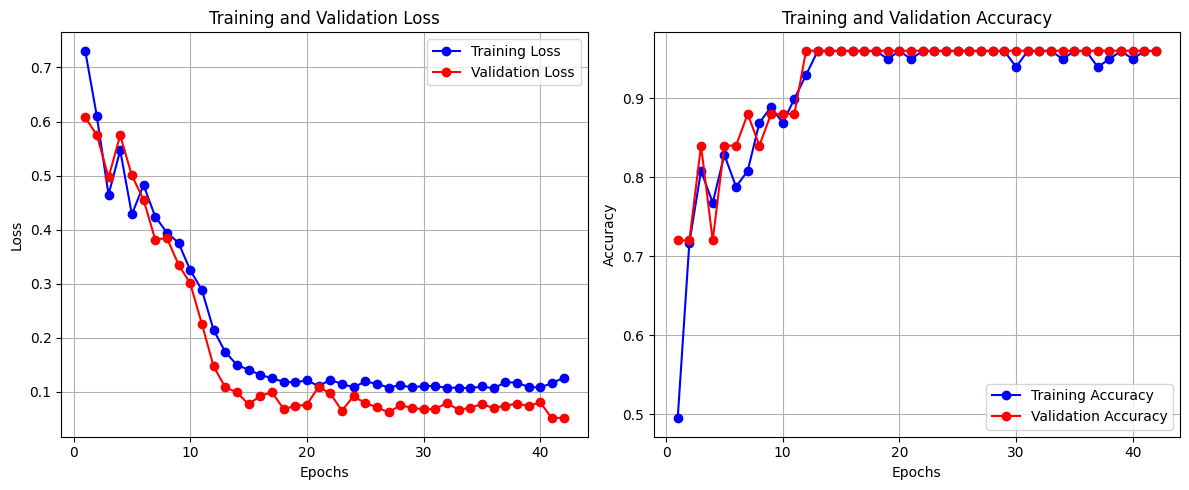 Training and Validation Loss
Training Loss
Validation Loss
0.7
0.6
0.5
0.4
0.3
0.2
0.1
Loss
0
10
20
30
40
Epochs
Training and Validation Accuracy
0.9
0.8
0.7
0.6
0.5
Accuracy
Training Accuracy
Validation Accuracy
0
10
20
30
40
Epochs